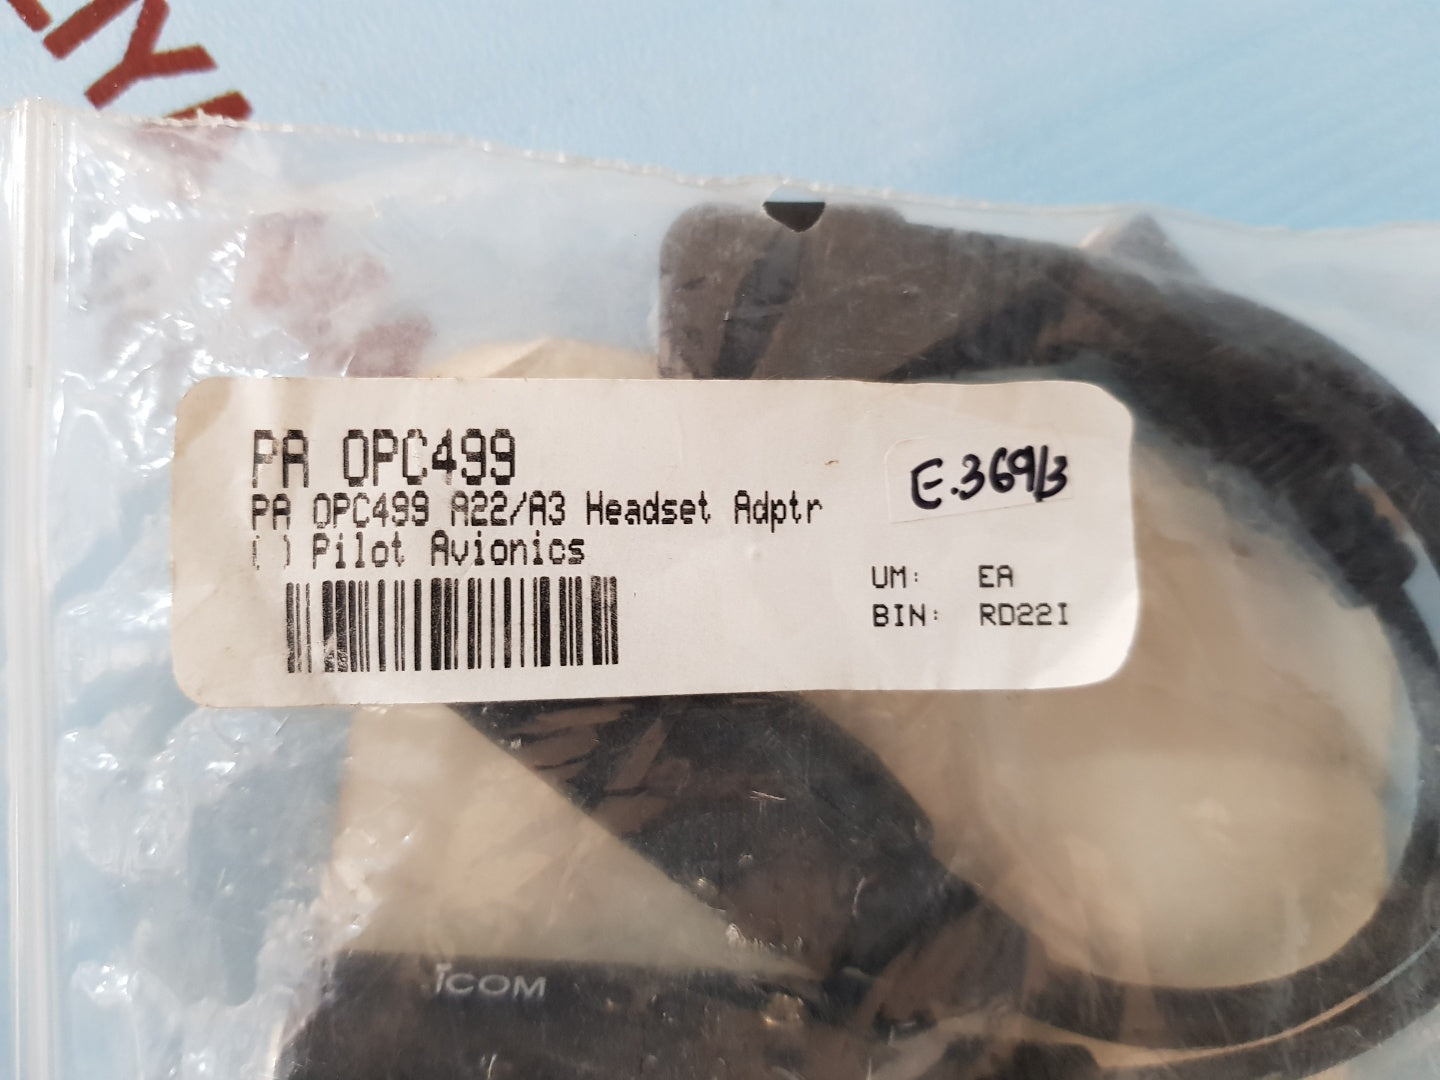 PA OPC499
PA OPC499 A22/A3 Headset Adptr
( ) Pilot Avionics
E.369/3
UM: EA
BIN: RD22I
ICOM